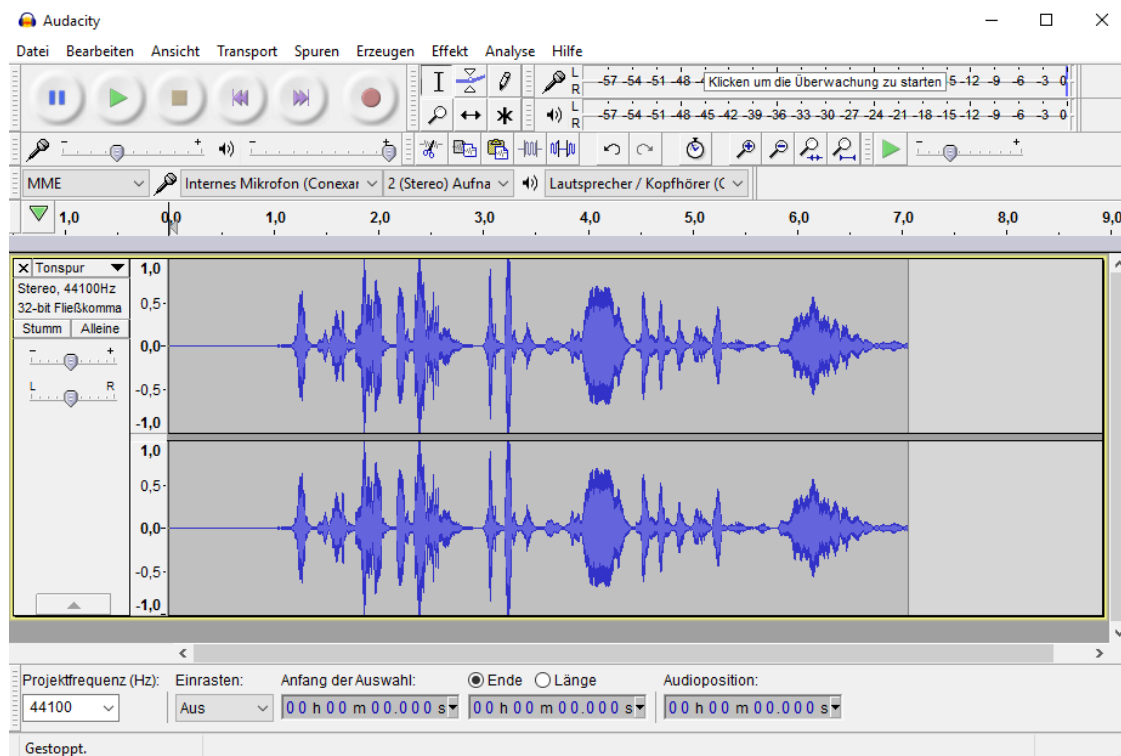 Audacity
Datei Bearbeiten Ansicht Transport Spuren Erzeugen Effekt Analyse Hilfe
L
R
-57 -54 -51 -48 Klicken um die Überwachung zu starten 5 -12 -9 -6 -3 0
L
R
-57 -54 -51 -48 -45 -42 -39 -36 -33 -30 -27 -24 -21 -18 -15 -12 -9 -6 -3 0
- + - + - +
MME Internes Mikrofon (Conexar 2 (Stereo) Aufna Lautsprecher / Kopfhörer ((
1,0 0,0 1,0 2,0 3,0 4,0 5,0 6,0 7,0 8,0 9,0
X Tonspur 1,0
Stereo, 44100Hz
32-bit Fließkomma
0,5
Stumm Alleine
- + 0,0
L R -0,5
-1,0
1,0
0,5
0,0
-0,5
-1,0
Projektfrequenz (Hz): Einrasten: Anfang der Auswahl: Ende Länge Audioposition:
44100 Aus 00 h 00 m 00.000 s 00 h 00 m 00.000 s 00 h 00 m 00.000 s
Gestoppt.